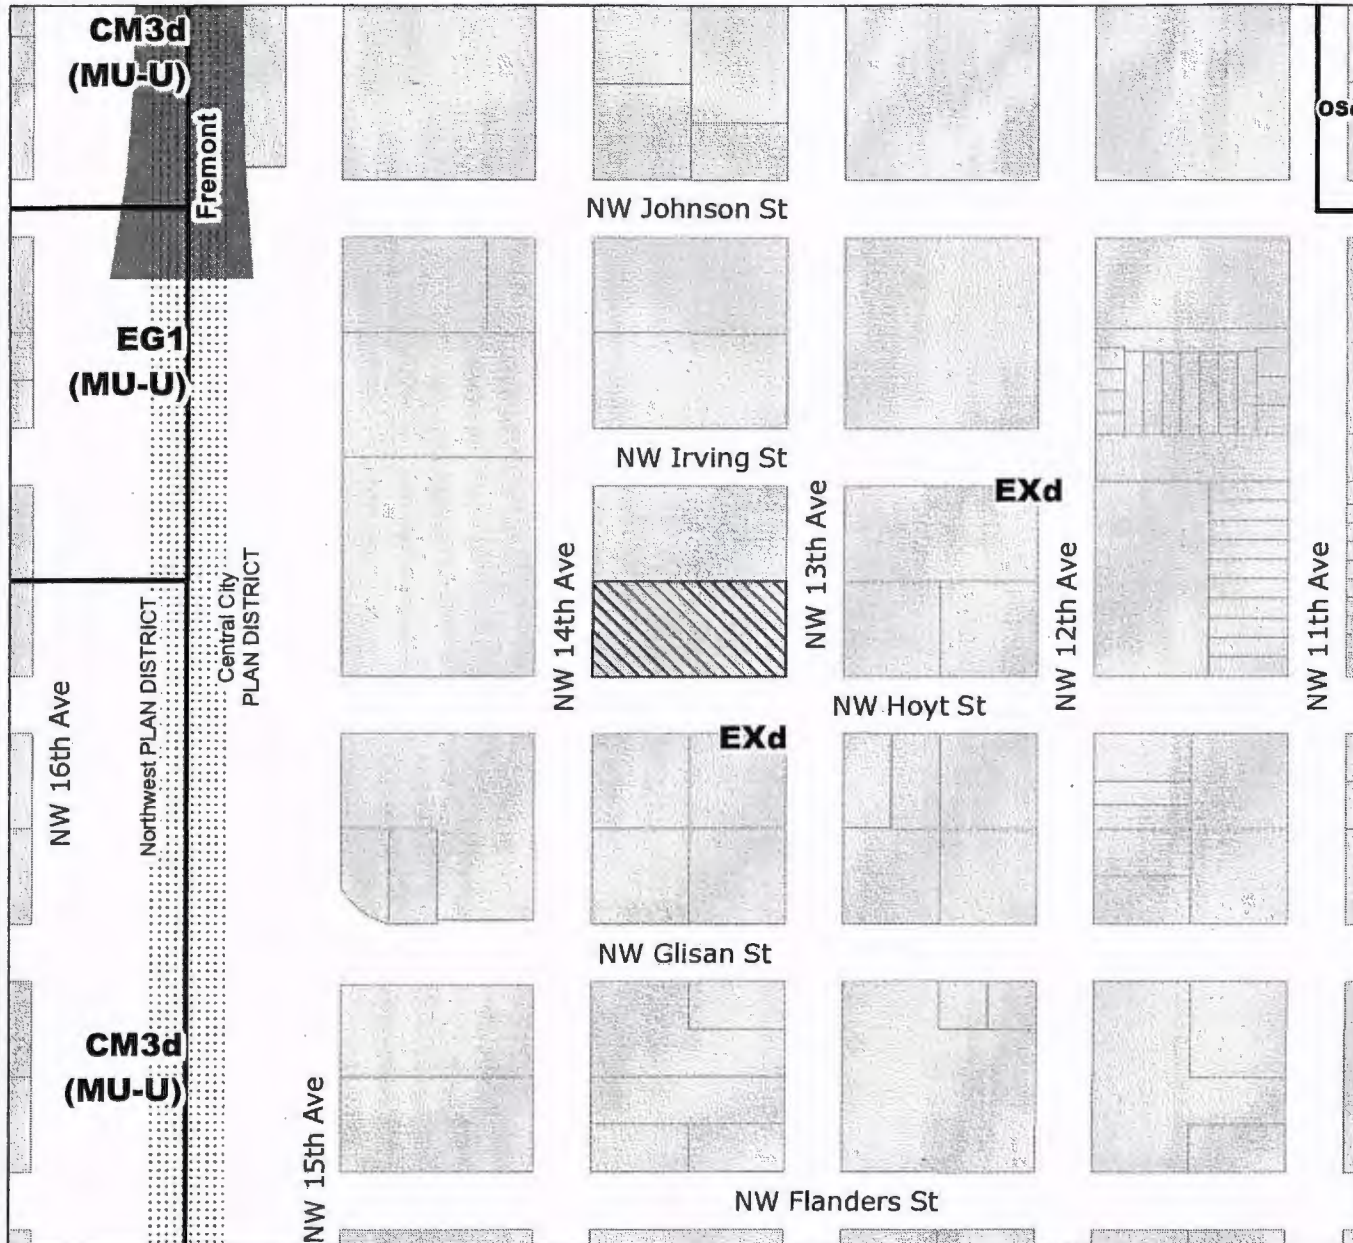 CM3d
(MU-U)
Fremont
NW Johnson St
EG1
(MU-U)
NW Irving St
EXd
NW 13th Ave
NW 14th Ave
NW 12th Ave
NW 11th Ave
Central City
PLAN DISTRICT
Northwest PLAN DISTRICT
NW 16th Ave
NW Hoyt St
EXd
NW Glisan St
CM3d
(MU-U)
NW 15th Ave
NW Flanders St